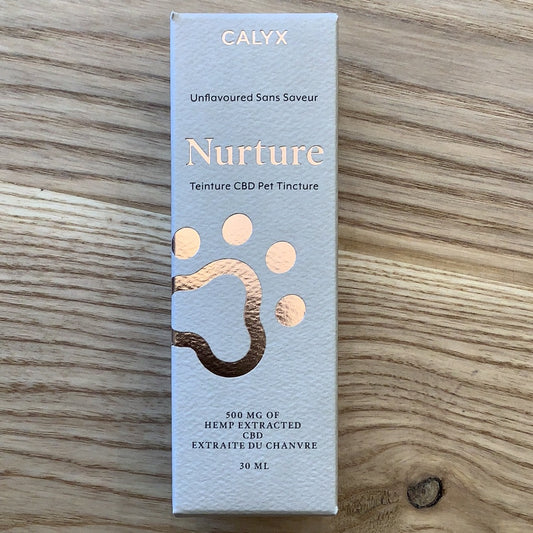 CALYX
Unflavoured Sans Saveur
Nurture
Teinture CBD Pet Tincture
500 MG OF
HEMP EXTRACTED
CBD
EXTRAITE DU CHANVRE
30 ML